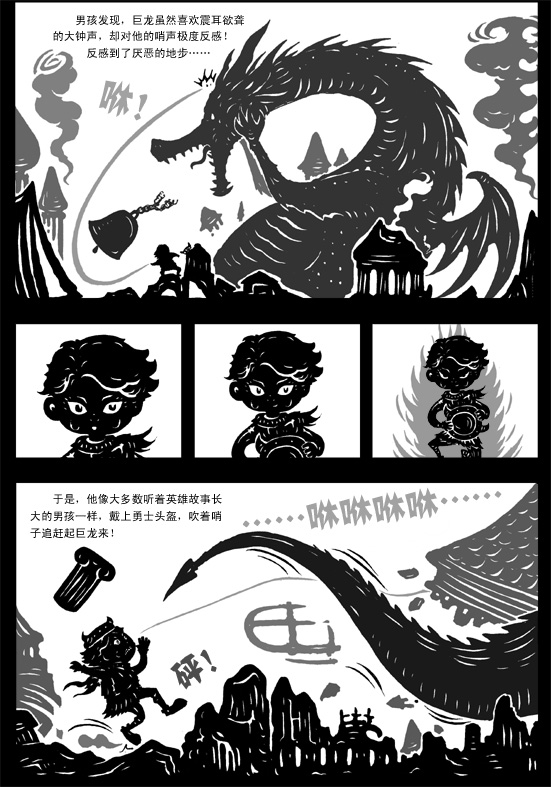 男孩发现，巨龙虽然喜欢震耳欲聋
的大钟声，却对他的哨声极度反感！
反感到了厌恶的地步……
咻！
于是，他像大多数听着英雄故事长
大的男孩一样，戴上勇士头盔，吹着哨
子追赶起巨龙来！
……咻咻咻咻……
砰！